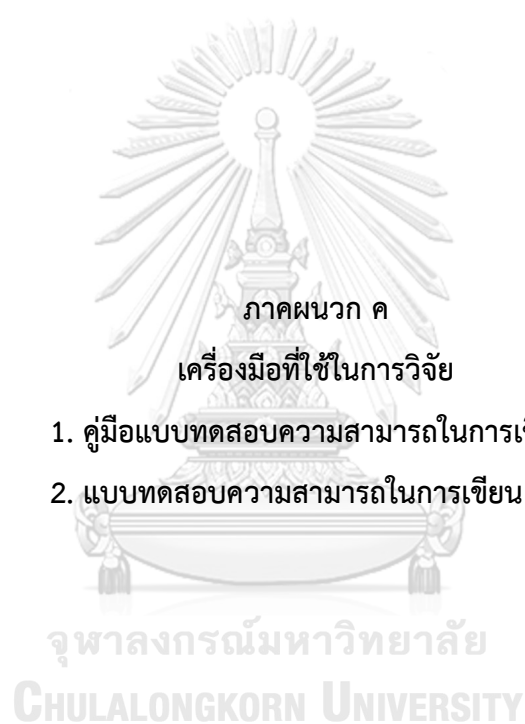 ภาคผนวก ค
เครื่องมือที่ใช้ในการวิจัย
1. คู่มือแบบทดสอบความสามารถในการเ
2. แบบทดสอบความสามารถในการเขียน
จุฬาลงกรณ์มหาวิทยาลัย
CHULALONGKORN UNIVERSITY